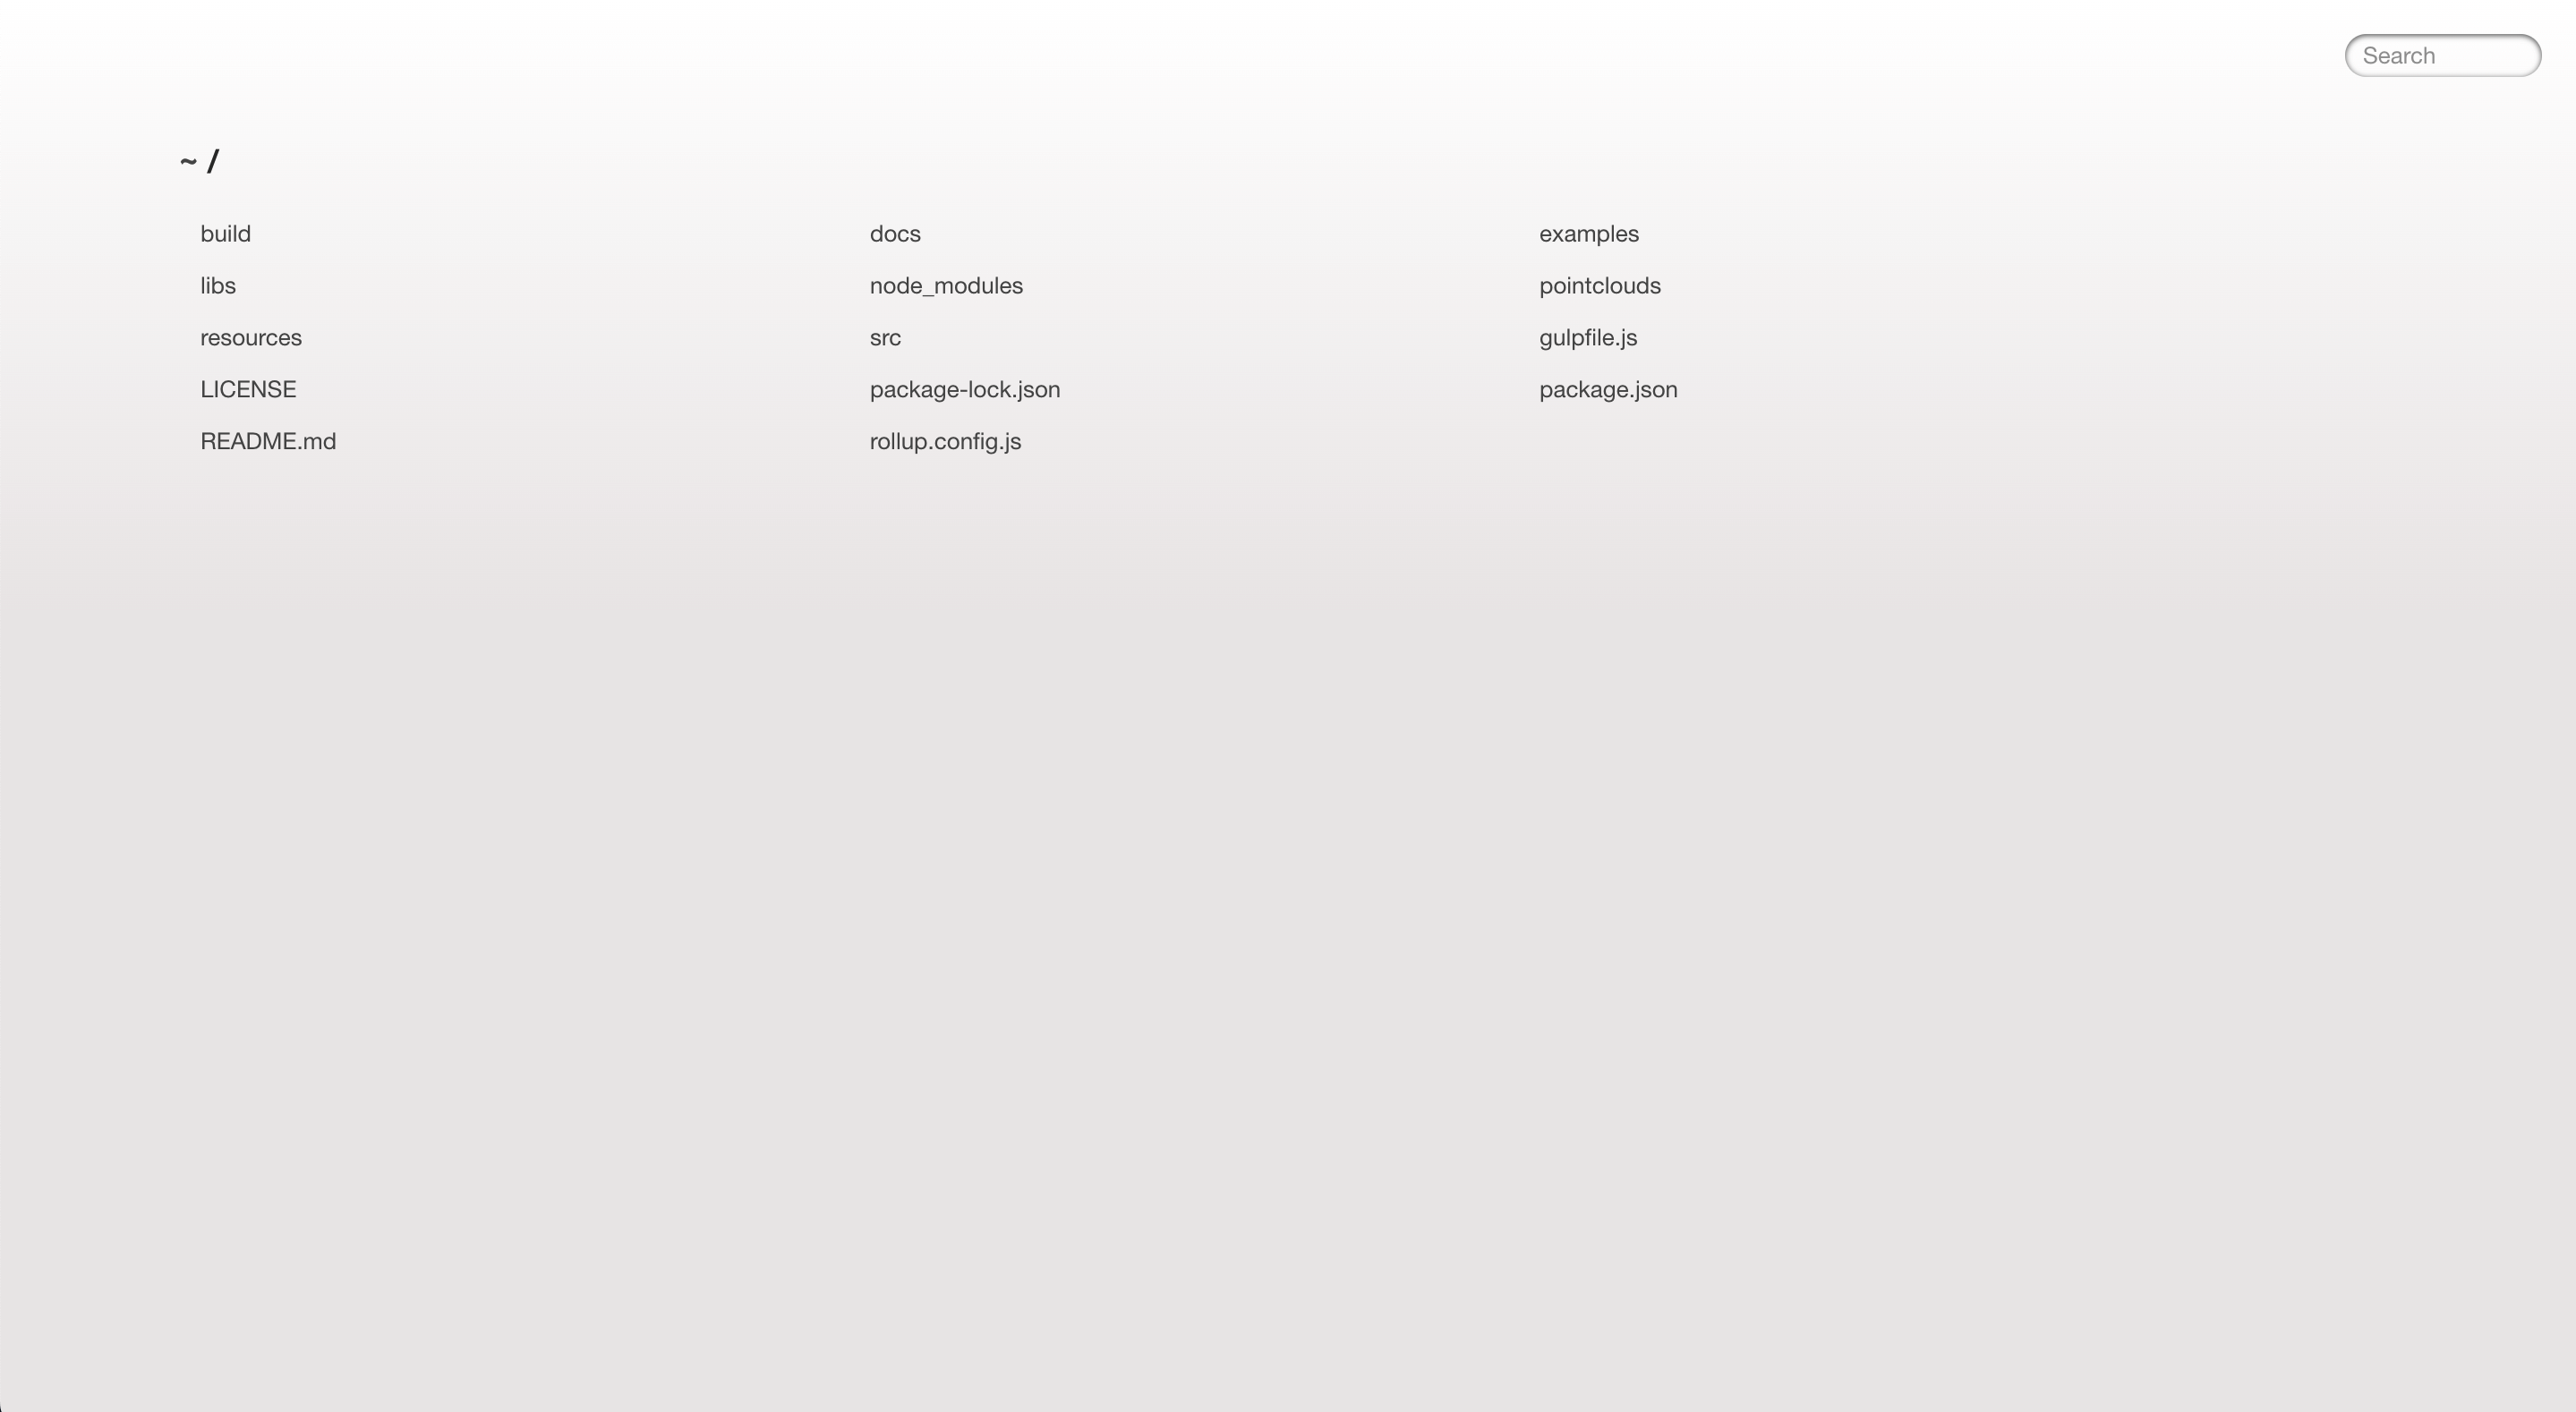 Search
~ /
build docs examples
libs node_modules pointclouds
resources src gulpfile.js
LICENSE package-lock.json package.json
README.md rollup.config.js